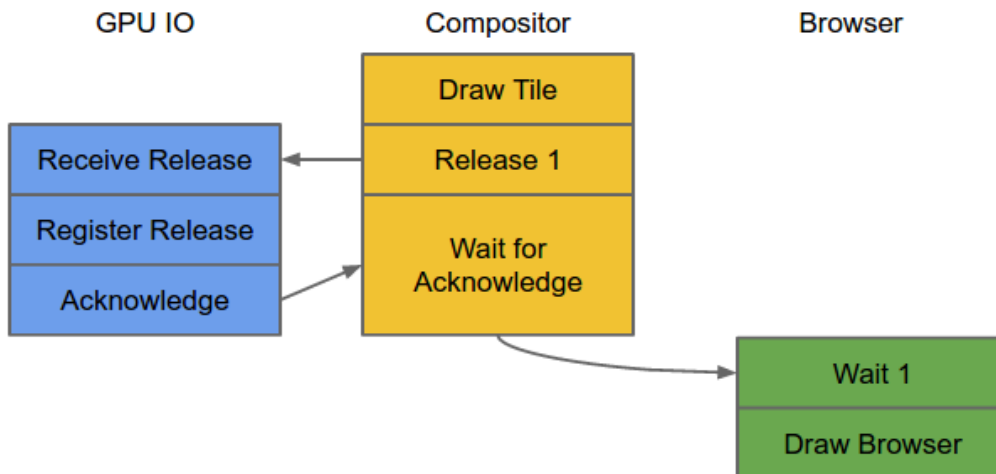 GPU IO
Compositor
Browser
Draw Tile
Receive Release
Release 1
Register Release
Wait for
Acknowledge
Acknowledge
Wait 1
Draw Browser